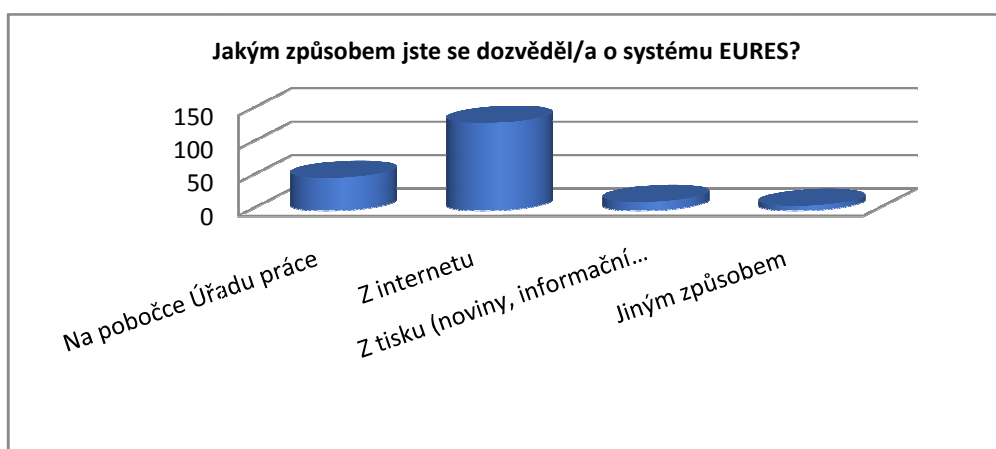 Jakým způsobem jste se dozvěděl/a o systému EURES?
150
100
50
0
Na pobočce Úřadu práce
Z internetu
Z tisku (noviny, informační…
Jiným způsobem